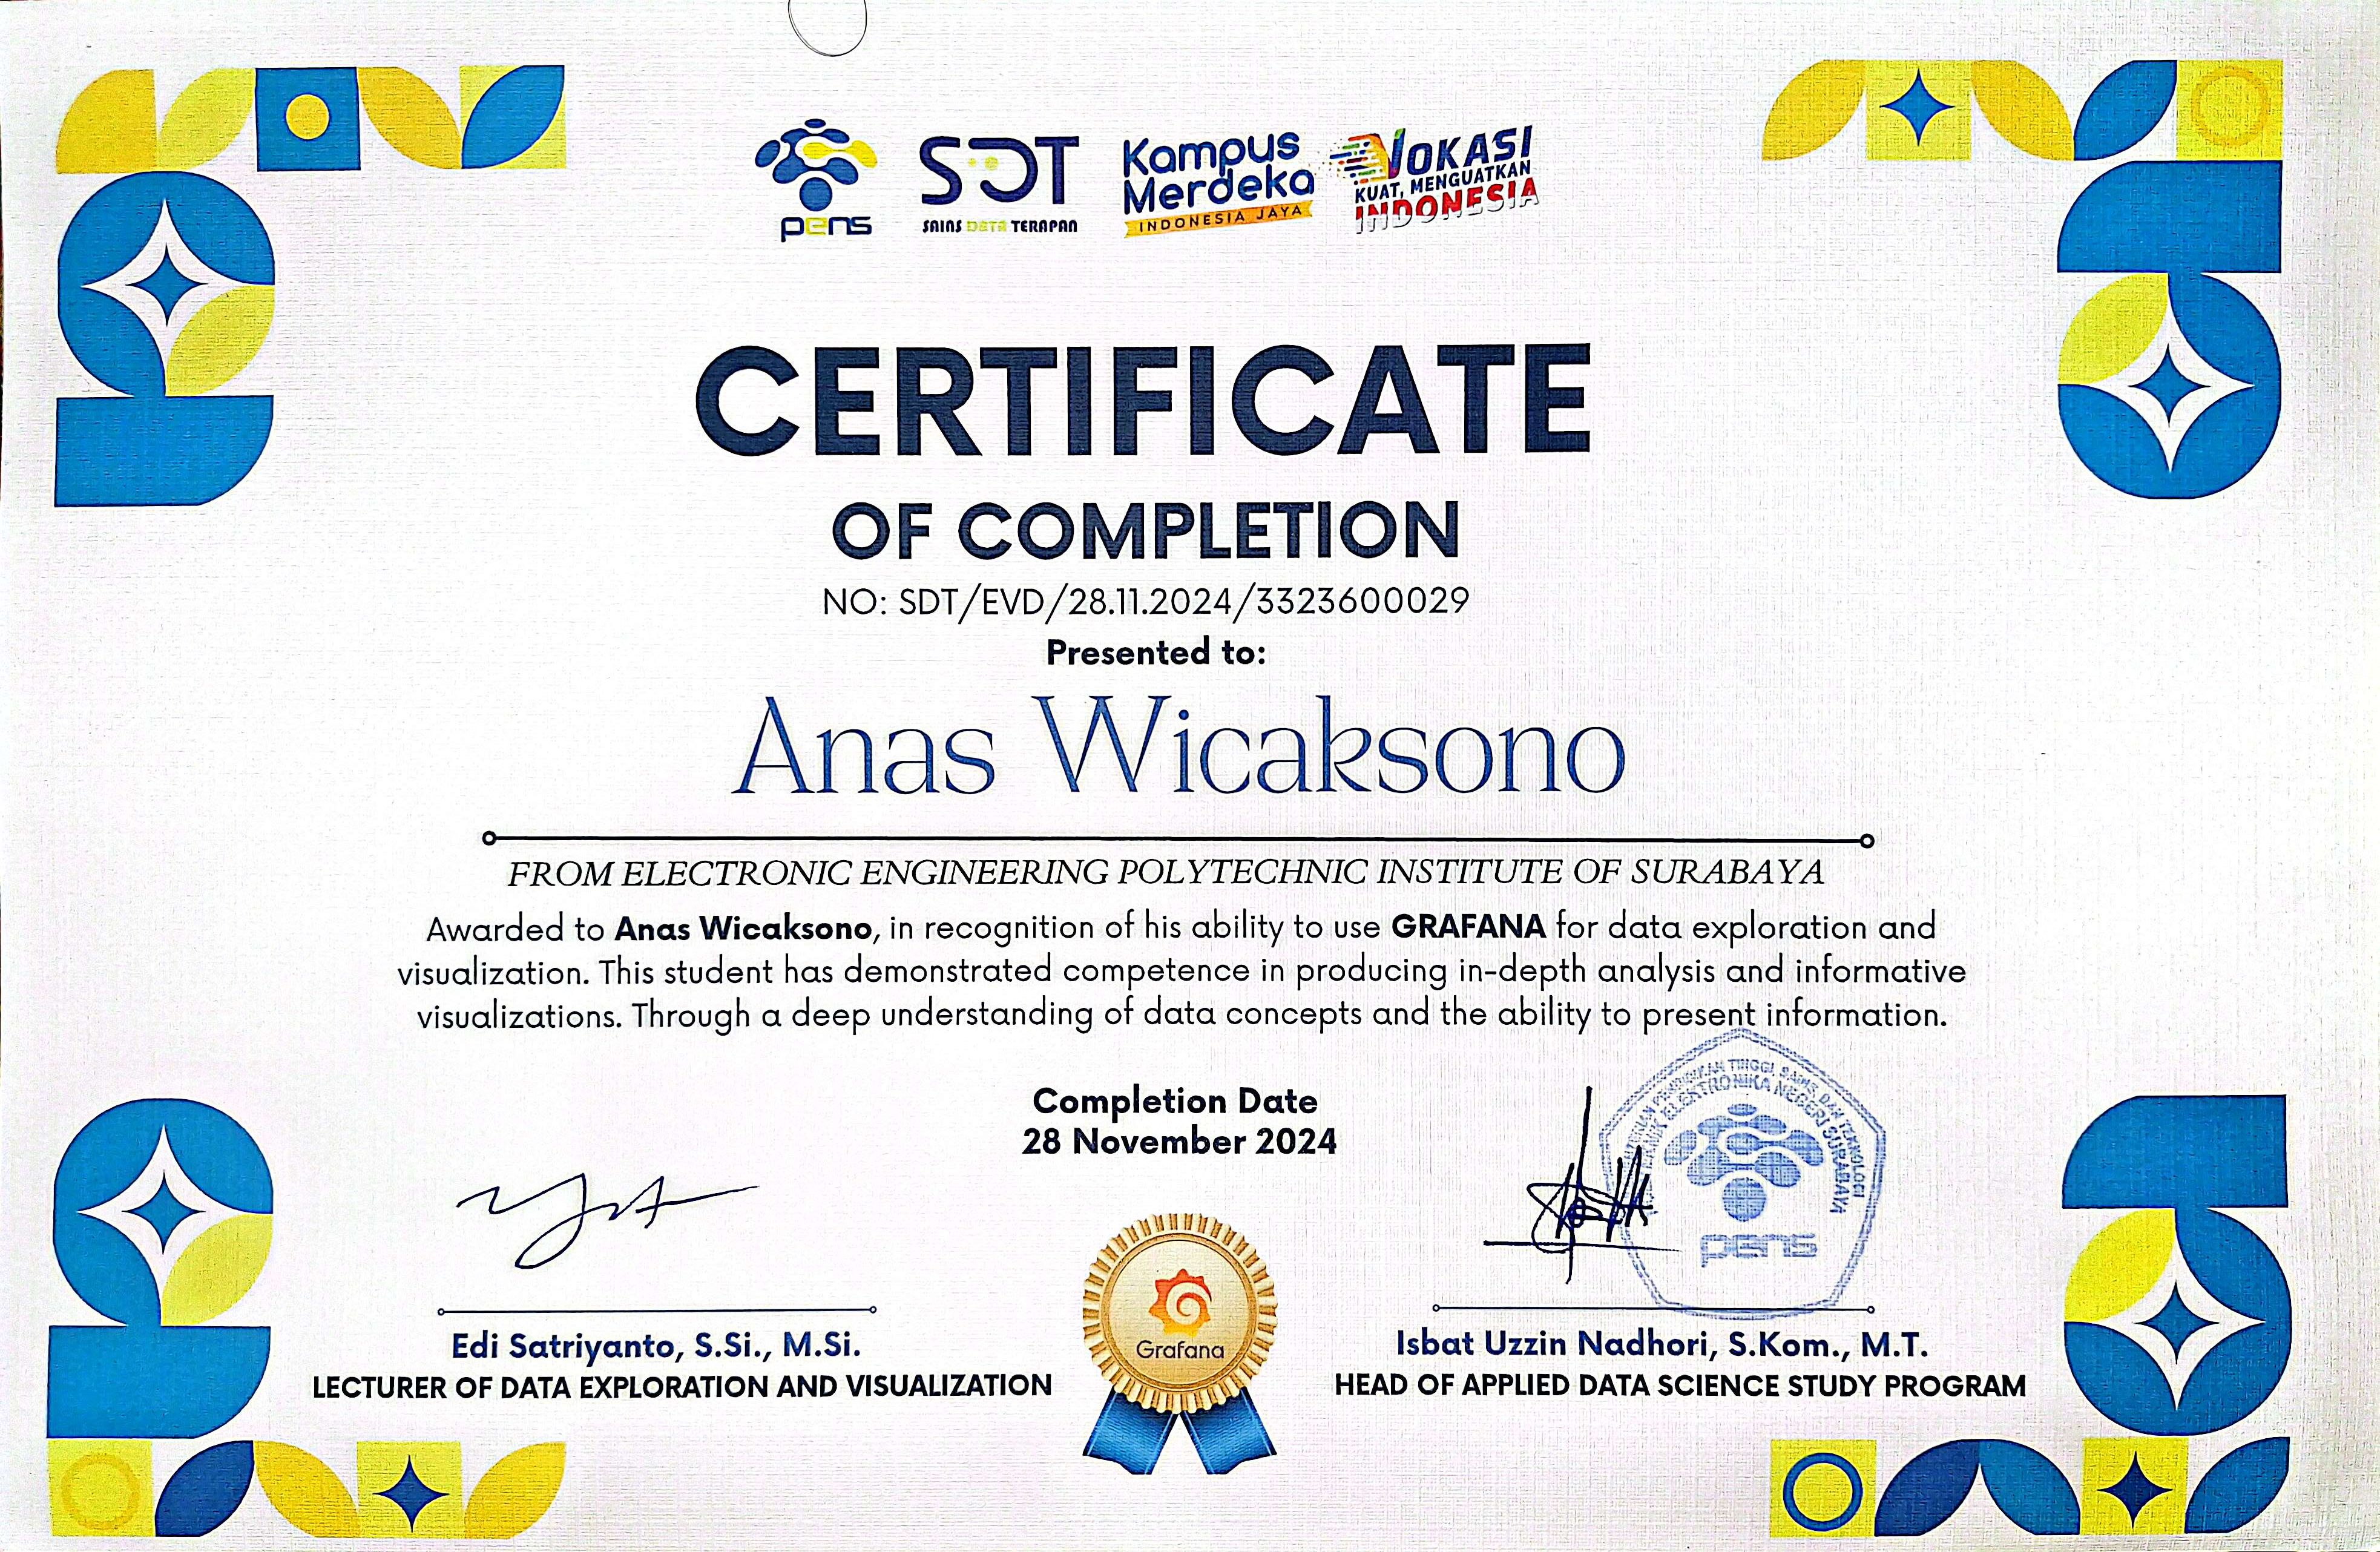 pens
SDT
SAINS DATA TERAPAN
Kampus
Merdeka
INDONESIA JAYA
VOKASI
KUAT, MENGUATKAN
INDONESIA
CERTIFICATE
OF COMPLETION
NO: SDT/EVD/28.11.2024/3323600029
Presented to:
Anas Wicaksono
FROM ELECTRONIC ENGINEERING POLYTECHNIC INSTITUTE OF SURABAYA
Awarded to Anas Wicaksono, in recognition of his ability to use GRAFANA for data exploration and
visualization. This student has demonstrated competence in producing in-depth analysis and informative
visualizations. Through a deep understanding of data concepts and the ability to present information.
Completion Date
28 November 2024
PENDIDIKAN TINGGI, SAINS, DAN TEKNOLOGI
ELEKTRONIKA NEGERI SURABAYA
pens
Grafana
Edi Satriyanto, S.Si., M.Si.
LECTURER OF DATA EXPLORATION AND VISUALIZATION
Isbat Uzzin Nadhori, S.Kom., M.T.
HEAD OF APPLIED DATA SCIENCE STUDY PROGRAM